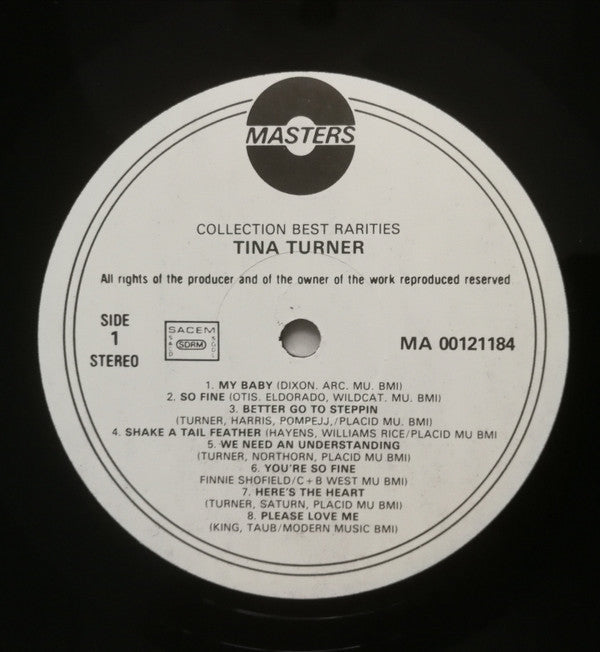 MASTERS
COLLECTION BEST RARITIES
TINA TURNER
All rights of the producer and of the owner of the work reproduced reserved
SIDE
1
STEREO
SACEM
SACD
SDRM
SGDL
MA 00121184
1. MY BABY (DIXON. ARC. MU. BMI)
2. SO FINE (OTIS. ELDORADO, WILDCAT. MU. BMI)
3. BETTER GO TO STEPPIN
(TURNER, HARRIS, POMPEJJ,/PLACID MU. BMI)
4. SHAKE A TAIL FEATHER (HAYENS, WILLIAMS RICE/PLACID MU BMI
5. WE NEED AN UNDERSTANDING
(TURNER, NORTHORN, PLACID MU BMI)
6. YOU'RE SO FINE
FINNIE SHOFIELD/C + B WEST MU BMI)
7. HERE'S THE HEART
(TURNER, SATURN, PLACID MU BMI)
8. PLEASE LOVE ME
(KING, TAUB/MODERN MUSIC BMI)